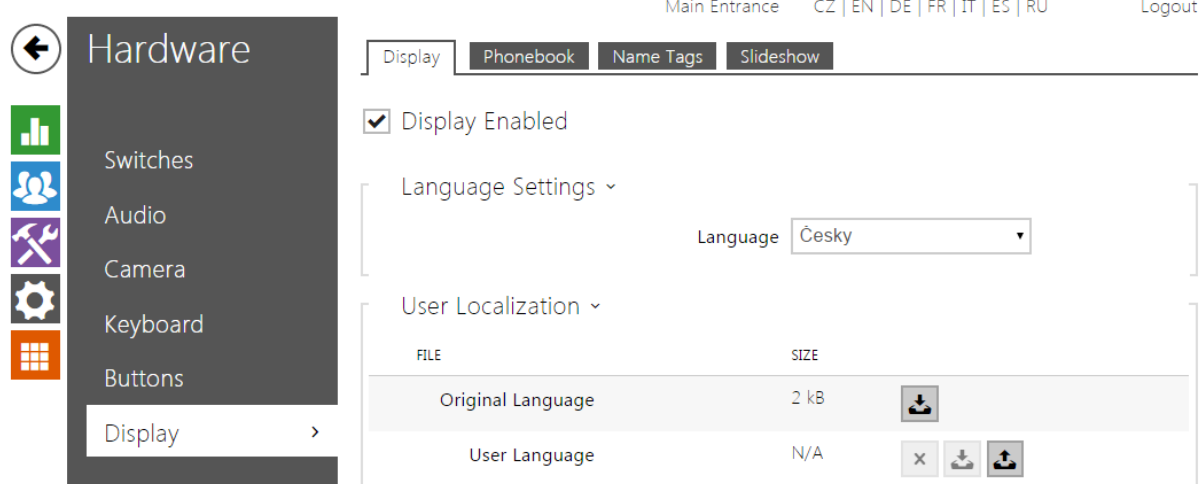 Main Entrance CZ | EN | DE | FR | IT | ES | RU Logout
Hardware
Display Phonebook Name Tags Slideshow
Display Enabled
Switches
Language Settings
Audio
Language Česky
Camera
User Localization
Keyboard
FILE SIZE
Buttons
Original Language 2 kB
Display
User Language N/A